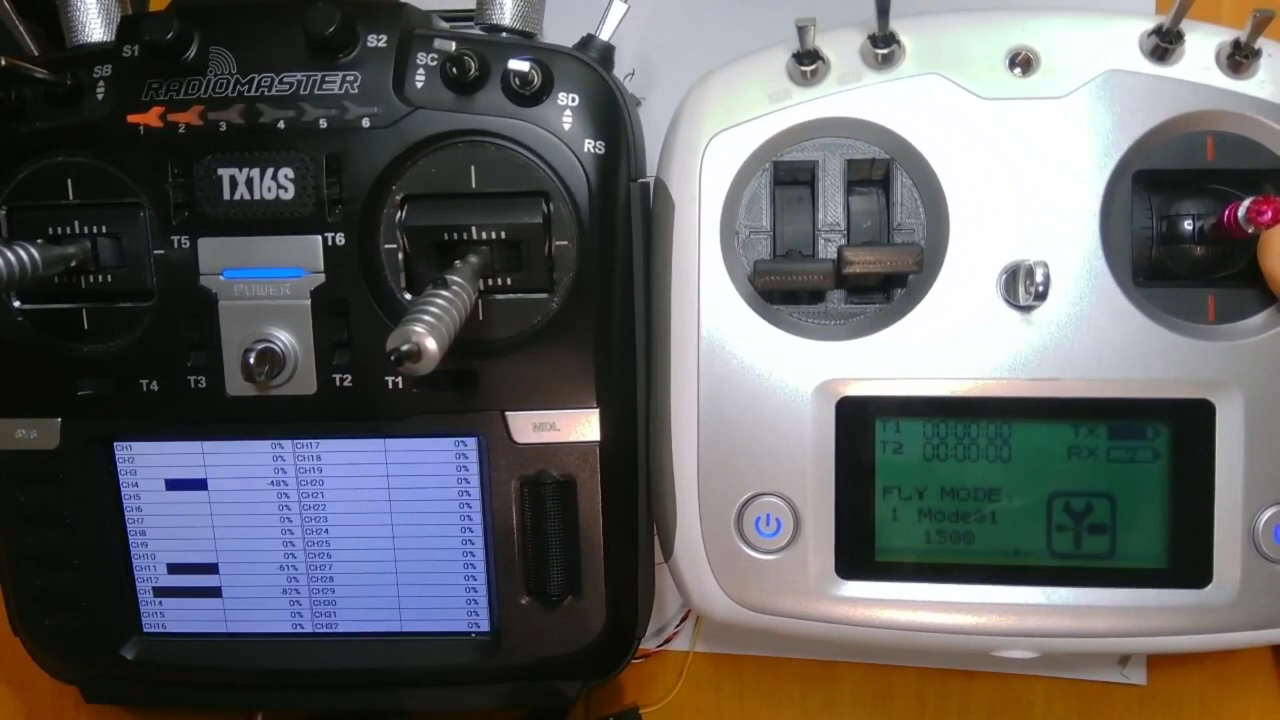 S1
S2
SB
SC
SD
RS
RADIOMASTER
1 2 3 4 5 6
TX16S
T5
T6
POWER
T4
T3
T2
T1
MDL
CH1 0% CH17 0%
CH2 0% CH18 0%
CH3 0% CH19 0%
CH4 -48% CH20 0%
CH5 0% CH21 0%
CH6 0% CH22 0%
CH7 0% CH23 0%
CH8 0% CH24 0%
CH9 0% CH25 0%
CH10 0% CH26 0%
CH11 -61% CH27 0%
CH12 0% CH28 0%
CH -82% CH29 0%
CH14 0% CH30 0%
CH15 0% CH31 0%
CH16 0% CH32 0%
T1 00:00:00 TX
T2 00:00:00 RX ?
FLY MODE:
1 Mode@1
1500